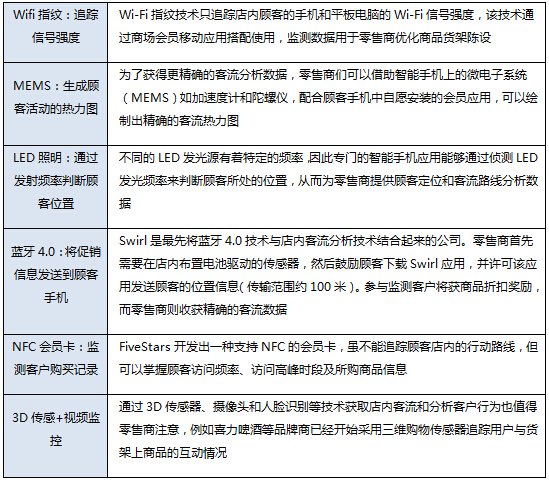 Wifi 指纹：追踪
信号强度
Wi-Fi 指纹技术只追踪店内顾客的手机和平板电脑的 Wi-Fi 信号强度，该技术通
过商场会员移动应用搭配使用，监测数据用于零售商优化商品货架陈设
MEMS：生成顾
客活动的热力图
为了获得更精确的客流分析数据，零售商们可以借助智能手机上的微电子系统
（MEMS）如加速度计和陀螺仪，配合顾客手机中自愿安装的会员应用，可以绘
制出精确的客流热力图
LED 照明：通过
发射频率判断顾
客位置
不同的 LED 发光源有着特定的频率，因此专门的智能手机应用能够通过侦测 LED
发光频率来判断顾客所处的位置，从而为零售商提供顾客定位和客流路线分析数
据
蓝牙 4.0：将促销
信息发送到顾客
手机
Swirl 是最先将蓝牙 4.0 技术与店内客流分析技术结合起来的公司。零售商首先
需要在店内布置电池驱动的传感器，然后鼓励顾客下载 Swirl 应用，并许可该应
用发送顾客的位置信息（传输范围约 100 米）。参与监测客户将获商品折扣奖励，
而零售商则收获精确的客流数据
NFC 会员卡：监
测客户购买记录
FiveStars 开发出一种支持 NFC 的会员卡，虽不能追踪顾客店内的行动路线，但可
以掌握顾客访问频率、访问高峰时段及所购商品信息
3D 传感+视频监
控
通过 3D 传感器、摄像头和人脸识别等技术获取店内客流和分析客户行为也值得
零售商注意，例如喜力啤酒等品牌商已经开始采用三维购物传感器追踪用户与货
架上商品的互动情况